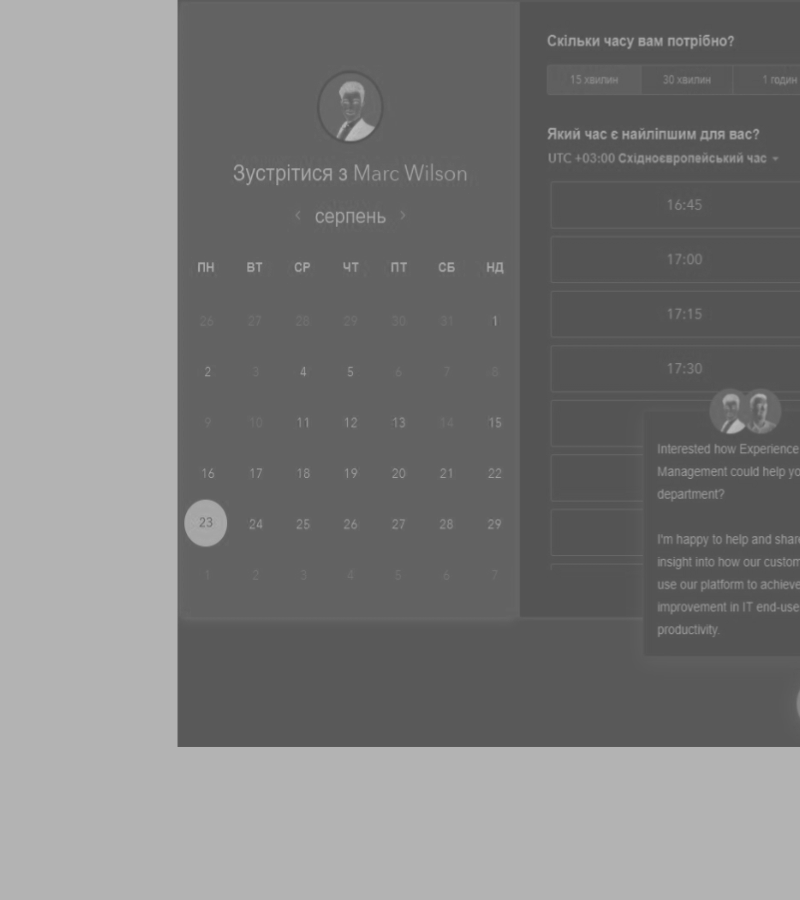 Зустрітися з Marc Wilson
‹ серпень ›
ПН ВТ СР ЧТ ПТ СБ НД
26 27 28 29 30 31 1
2 3 4 5 6 7 8
9 10 11 12 13 14 15
16 17 18 19 20 21 22
23 24 25 26 27 28 29
1 2 3 4 5 6 7
Скільки часу вам потрібно?
15 хвилин 30 хвилин 1 годин
Який час є найліпшим для вас?
UTC +03:00 Східноєвропейський час
16:45
17:00
17:15
17:30
Interested how Experience
Management could help yo
department?
I'm happy to help and share
insight into how our custom
use our platform to achieve
improvement in IT end-use
productivity.